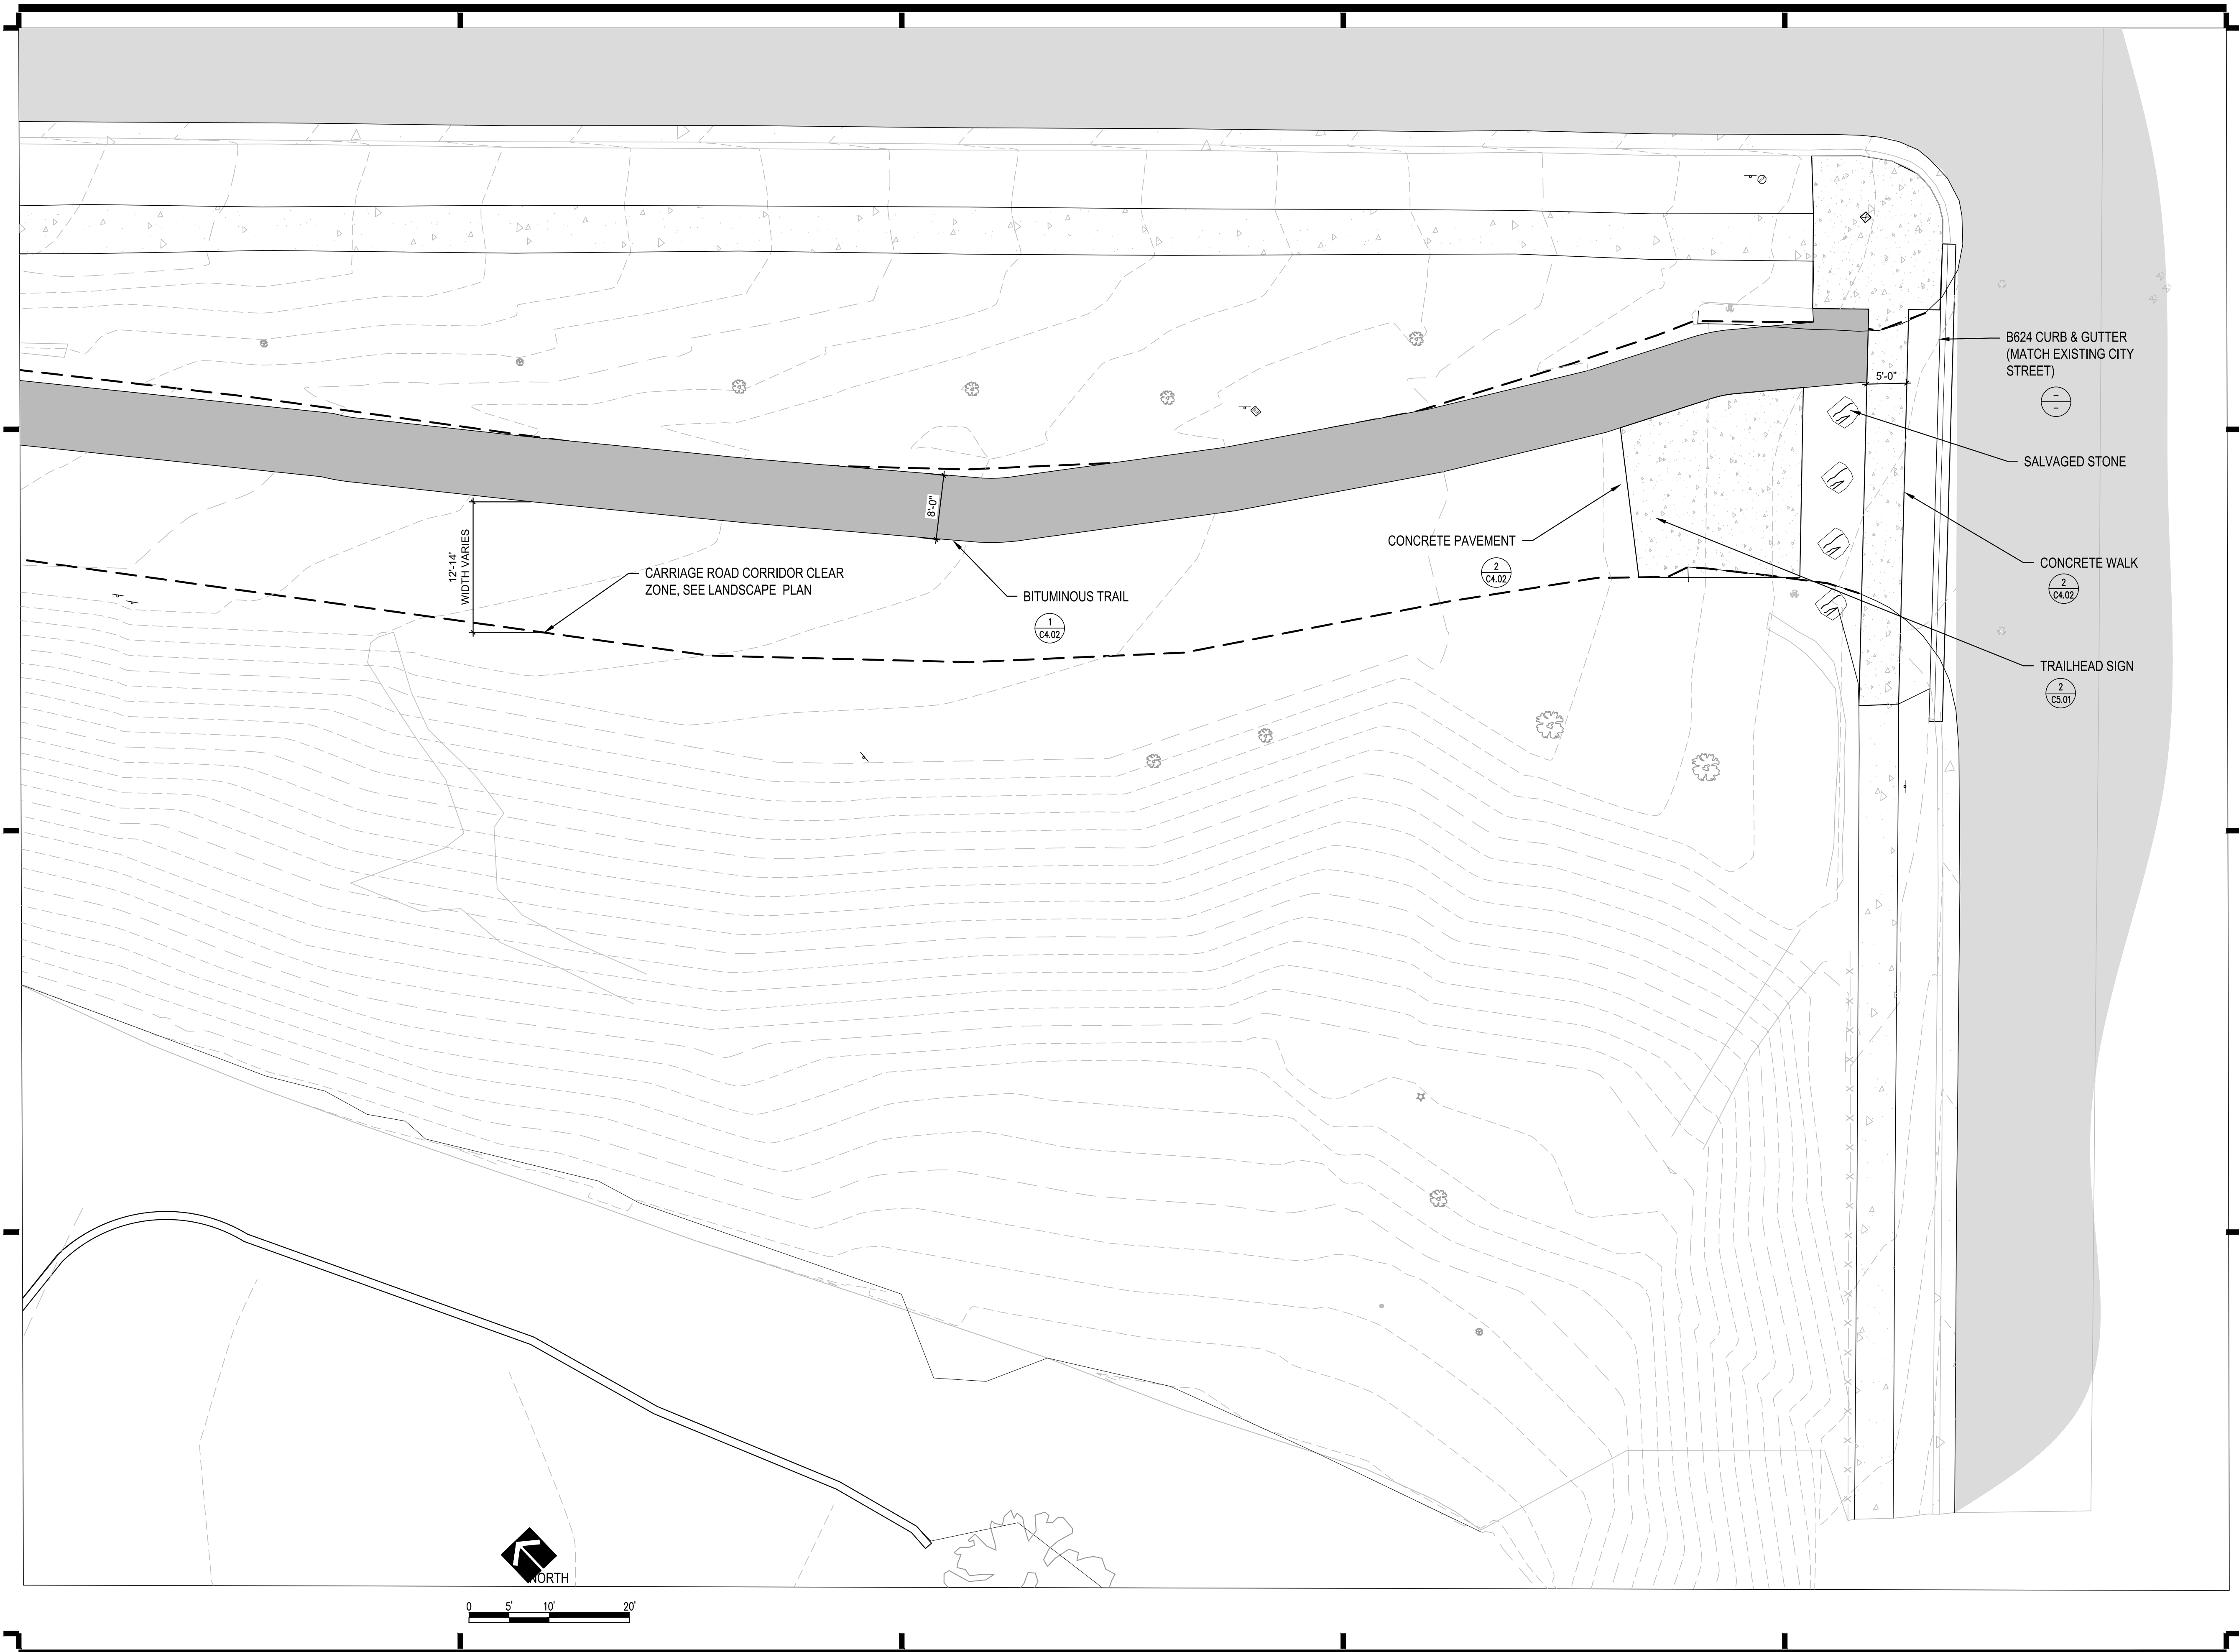 B624 CURB & GUTTER
(MATCH EXISTING CITY
STREET)
–
–
5'-0"
SALVAGED STONE
8'-0"
12'-14'
WIDTH VARIES
CONCRETE PAVEMENT
2
C4.02
CARRIAGE ROAD CORRIDOR CLEAR
ZONE, SEE LANDSCAPE PLAN
BITUMINOUS TRAIL
1
C4.02
CONCRETE WALK
2
C4.02
TRAILHEAD SIGN
2
C5.01
NORTH
0 5' 10' 20'